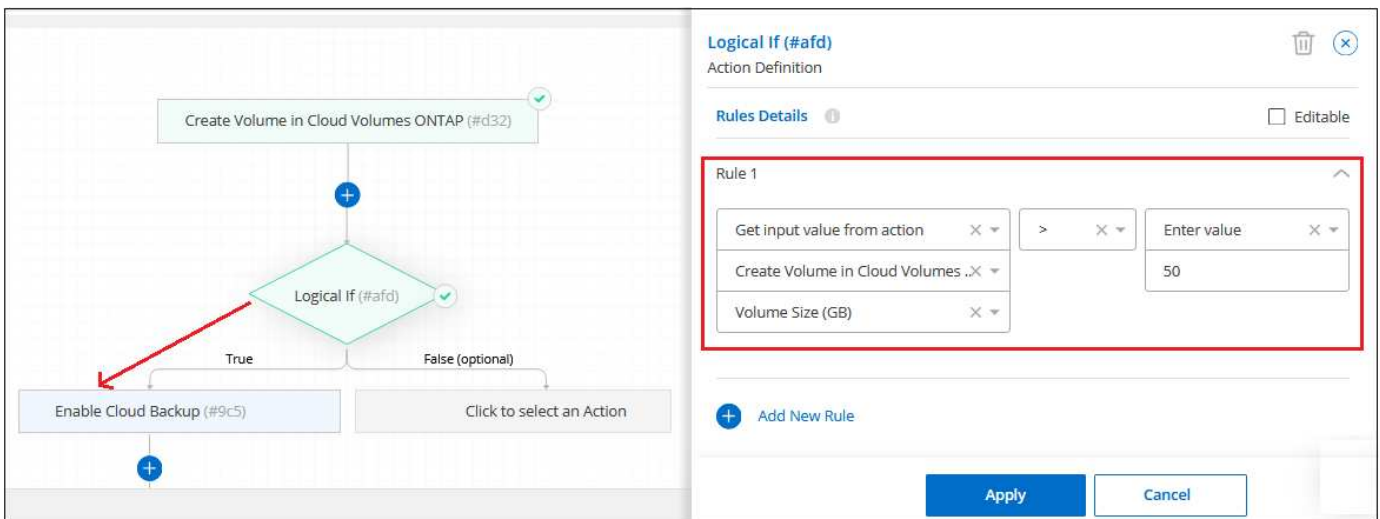 Create Volume in Cloud Volumes ONTAP (#d32)
Logical If (#afd)
True
False (optional)
Enable Cloud Backup (#9c5)
Click to select an Action
Logical If (#afd)
Action Definition
Rules Details
Editable
Rule 1
Get input value from action
>
Enter value
Create Volume in Cloud Volumes ..
50
Volume Size (GB)
Add New Rule
Apply
Cancel